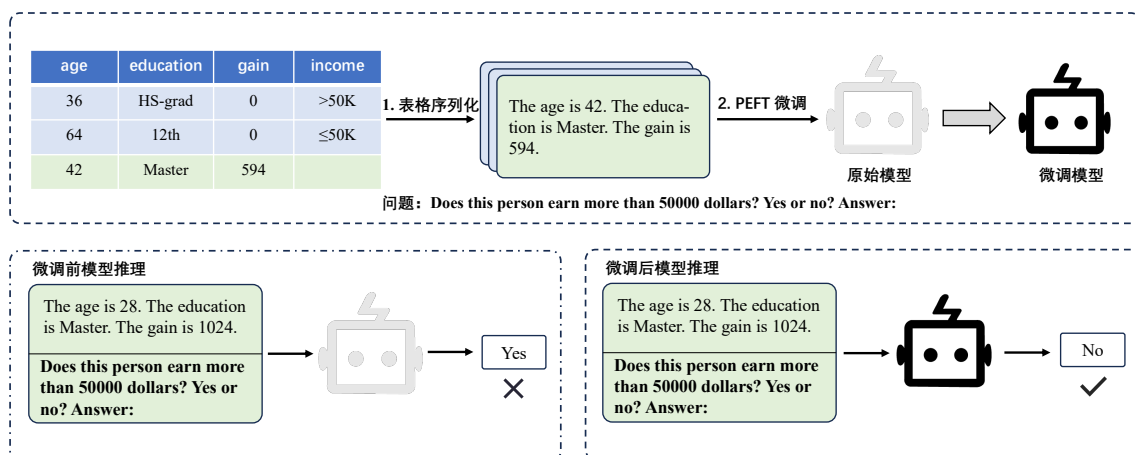 age education gain income
36 HS-grad 0 >50K
64 12th 0 ≤50K
42 Master 594
1. 表格序列化
The age is 42. The educa-
tion is Master. The gain is
594.
2. PEFT 微调
原始模型
微调模型
问题：Does this person earn more than 50000 dollars? Yes or no? Answer:
微调前模型推理
The age is 28. The education
is Master. The gain is 1024.
Does this person earn more
than 50000 dollars? Yes or
no? Answer:
Yes
微调后模型推理
The age is 28. The education
is Master. The gain is 1024.
Does this person earn more
than 50000 dollars? Yes or
no? Answer:
No